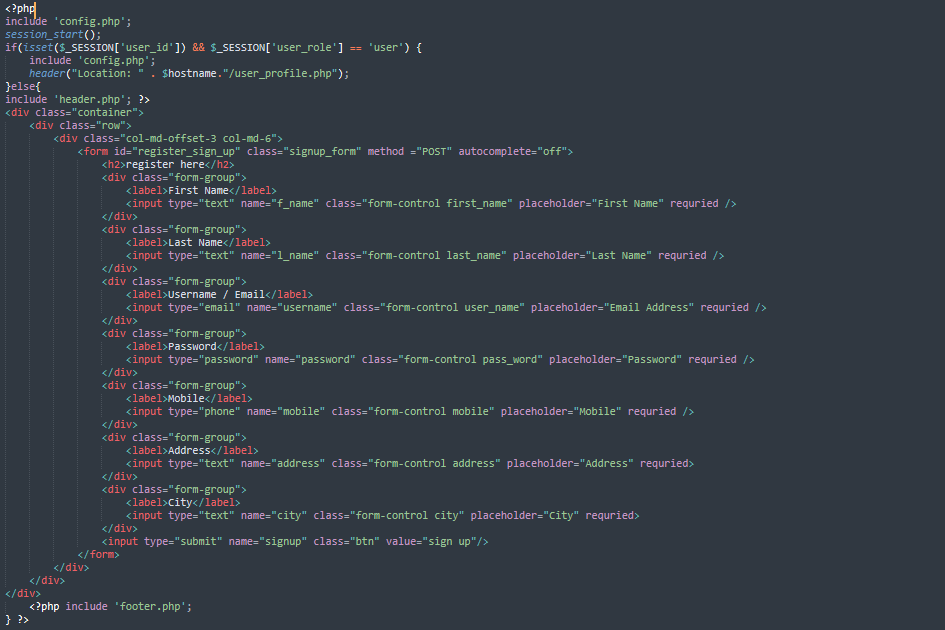 <?php
include 'config.php';
session_start();
if(isset($_SESSION['user_id']) && $_SESSION['user_role'] == 'user') {
    include 'config.php';
    header("Location: " . $hostname."/user_profile.php");
}else{
include 'header.php'; ?>
<div class="container">
    <div class="row">
        <div class="col-md-offset-3 col-md-6">
            <form id="register_sign_up" class="signup_form" method ="POST" autocomplete="off">
                <h2>register here</h2>
                <div class="form-group">
                    <label>First Name</label>
                    <input type="text" name="f_name" class="form-control first_name" placeholder="First Name" requried />
                </div>
                <div class="form-group">
                    <label>Last Name</label>
                    <input type="text" name="l_name" class="form-control last_name" placeholder="Last Name" requried />
                </div>
                <div class="form-group">
                    <label>Username / Email</label>
                    <input type="email" name="username" class="form-control user_name" placeholder="Email Address" requried />
                </div>
                <div class="form-group">
                    <label>Password</label>
                    <input type="password" name="password" class="form-control pass_word" placeholder="Password" requried />
                </div>
                <div class="form-group">
                    <label>Mobile</label>
                    <input type="phone" name="mobile" class="form-control mobile" placeholder="Mobile" requried />
                </div>
                <div class="form-group">
                    <label>Address</label>
                    <input type="text" name="address" class="form-control address" placeholder="Address" requried>
                </div>
                <div class="form-group">
                    <label>City</label>
                    <input type="text" name="city" class="form-control city" placeholder="City" requried>
                </div>
                <input type="submit" name="signup" class="btn" value="sign up"/>
            </form>
        </div>
    </div>
</div>
    <?php include 'footer.php';
} ?>